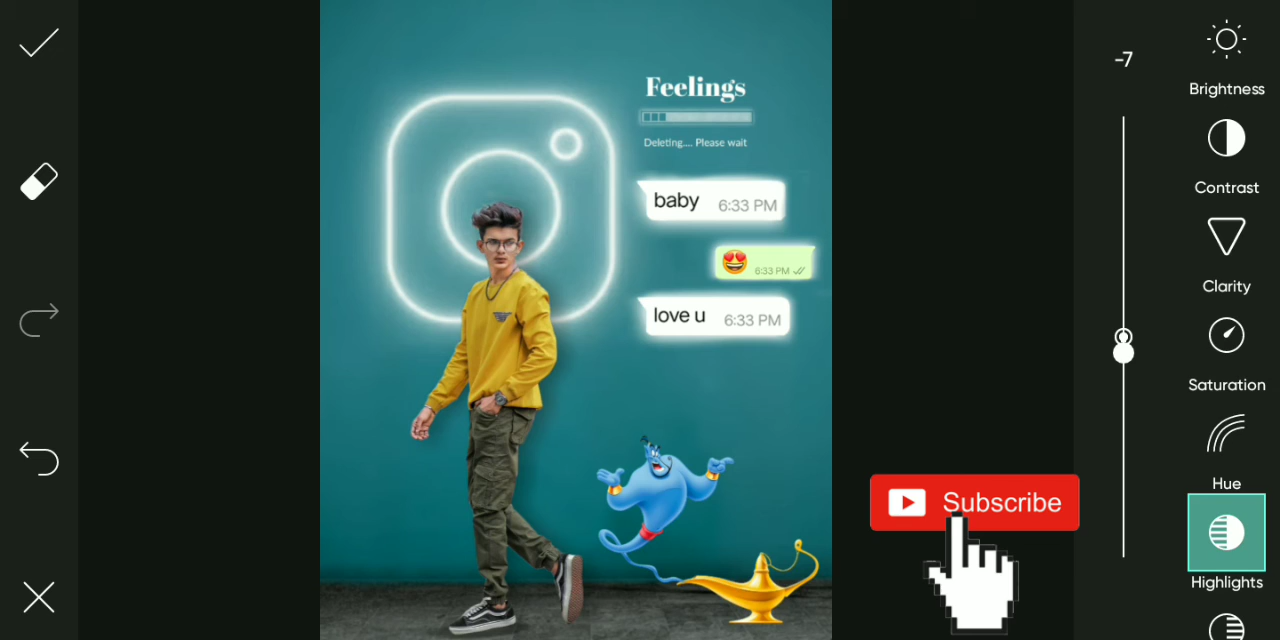 -7
Brightness
Contrast
Clarity
Saturation
Hue
Highlights
Feelings
Deleting.... Please wait
baby 6:33 PM
😍 6:33 PM
love u 6:33 PM
Subscribe